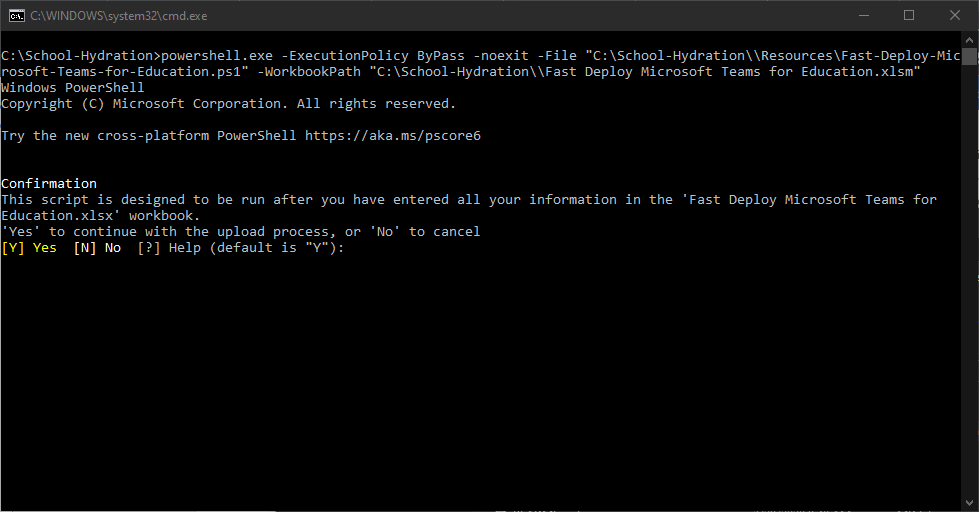 C:\WINDOWS\system32\cmd.exe
C:\School-Hydration>powershell.exe -ExecutionPolicy ByPass -noexit -File "C:\School-Hydration\\Resources\Fast-Deploy-Mic
rosoft-Teams-for-Education.ps1" -WorkbookPath "C:\School-Hydration\\Fast Deploy Microsoft Teams for Education.xlsm"
Windows PowerShell
Copyright (C) Microsoft Corporation. All rights reserved.
Try the new cross-platform PowerShell https://aka.ms/pscore6
Confirmation
This script is designed to be run after you have entered all your information in the 'Fast Deploy Microsoft Teams for
Education.xlsx' workbook.
'Yes' to continue with the upload process, or 'No' to cancel
[Y] Yes  [N] No  [?] Help (default is "Y"):